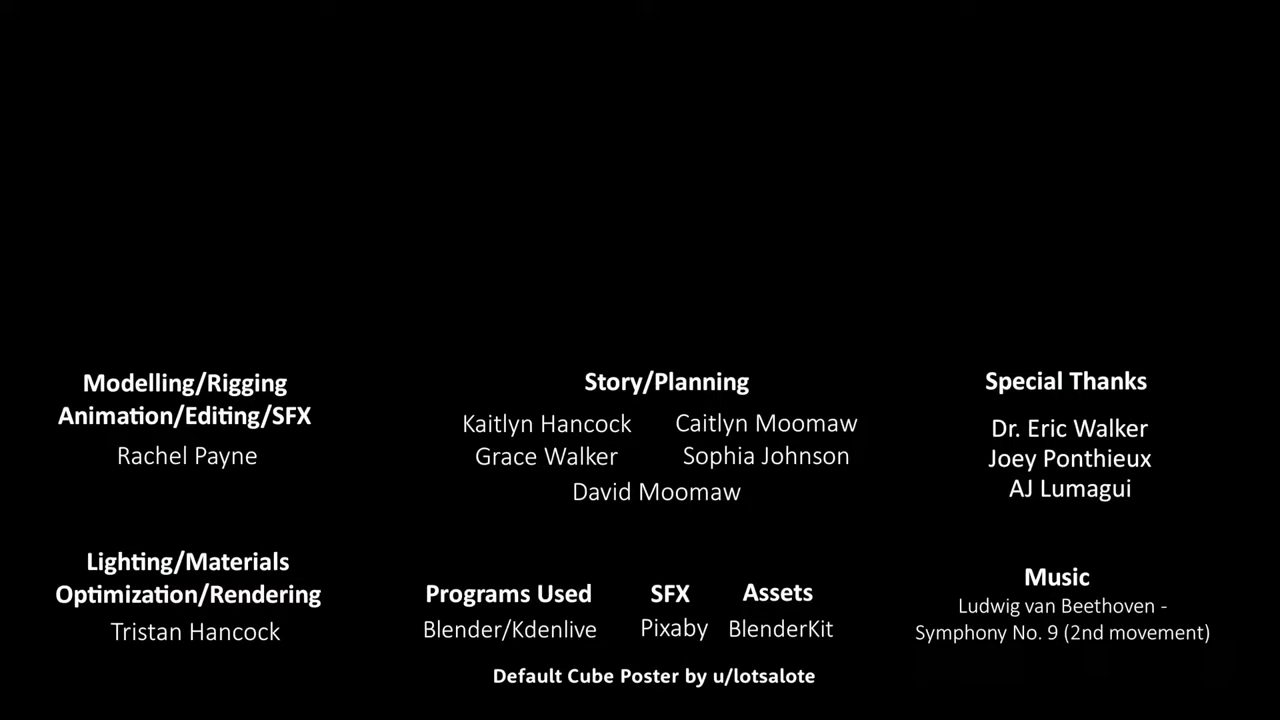 Modelling/Rigging
Animation/Editing/SFX
Rachel Payne
Story/Planning
Kaitlyn Hancock Caitlyn Moomaw
Grace Walker Sophia Johnson
David Moomaw
Special Thanks
Dr. Eric Walker
Joey Ponthieux
AJ Lumagui
Lighting/Materials
Optimization/Rendering
Tristan Hancock
Programs Used
Blender/Kdenlive
SFX
Pixaby
Assets
BlenderKit
Music
Ludwig van Beethoven -
Symphony No. 9 (2nd movement)
Default Cube Poster by u/lotsalote